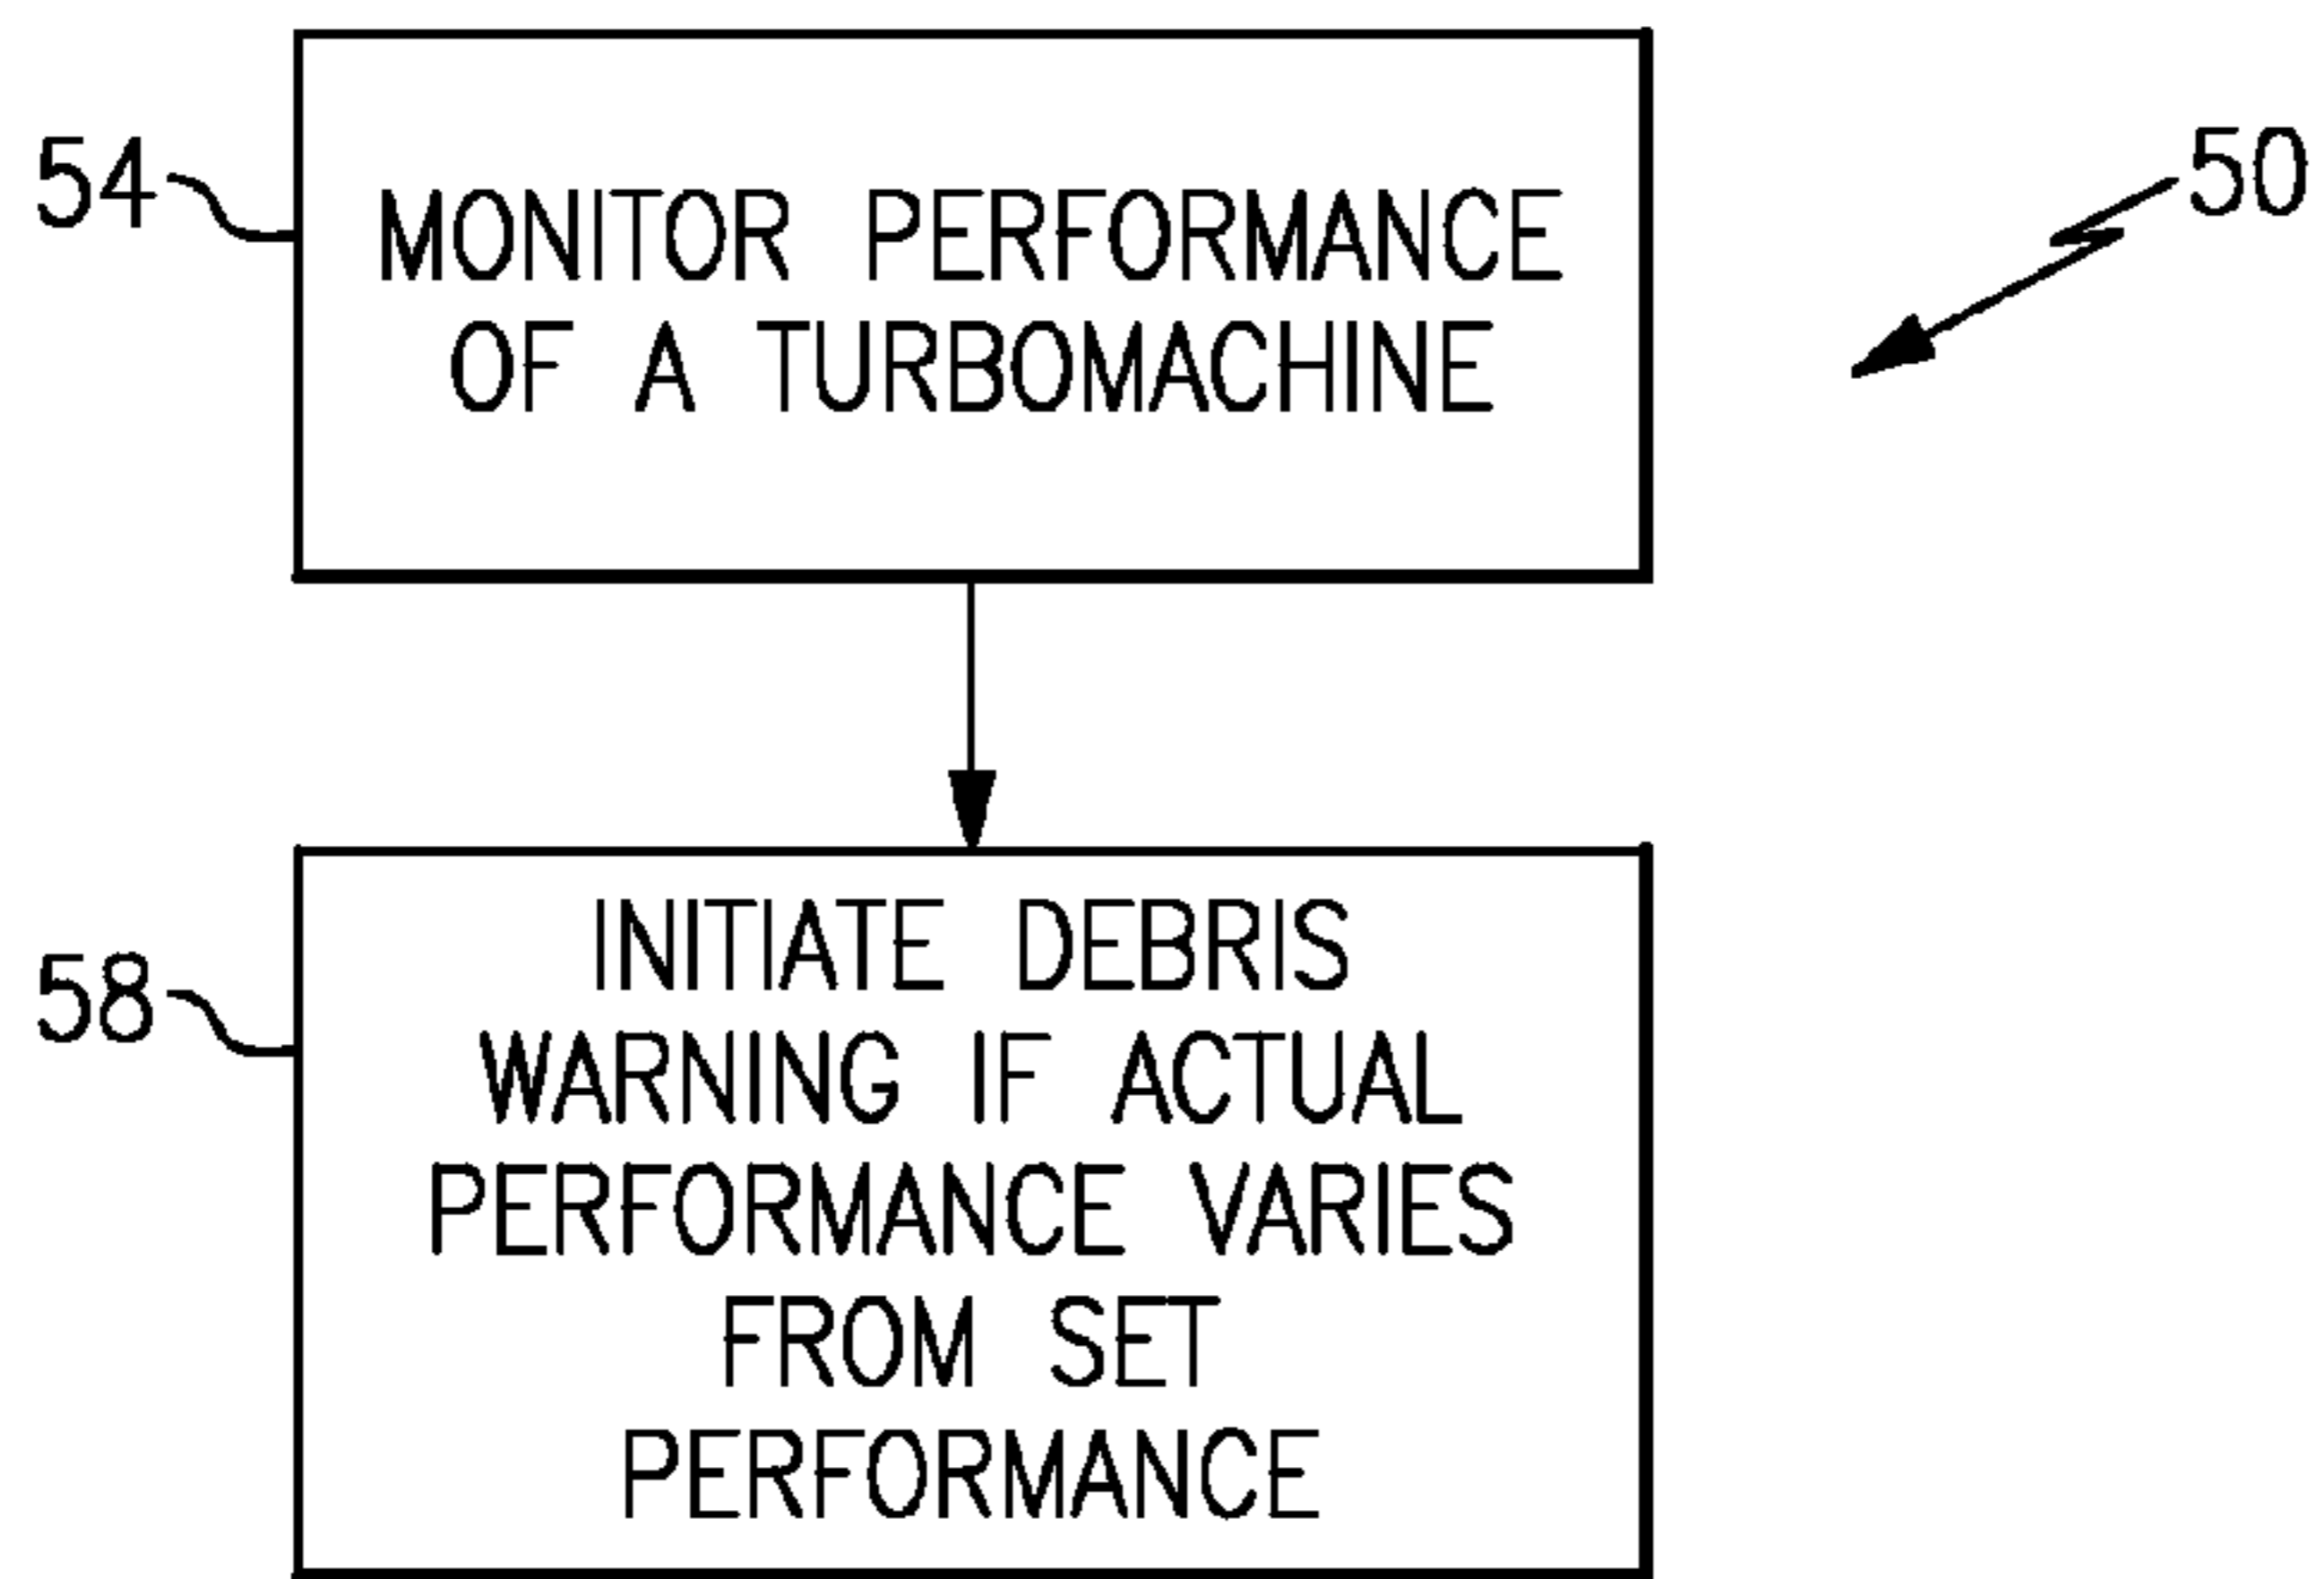 54
MONITOR PERFORMANCE
OF A TURBOMACHINE
50
58
INITIATE DEBRIS
WARNING IF ACTUAL
PERFORMANCE VARIES
FROM SET
PERFORMANCE